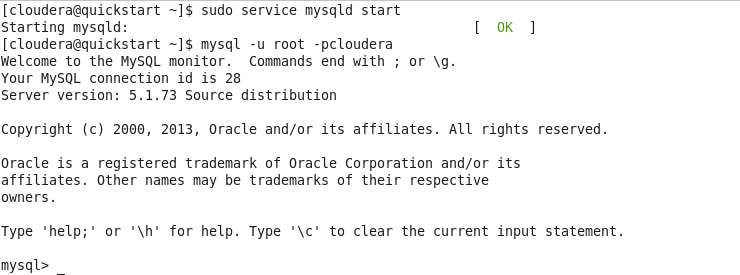 [cloudera@quickstart ~]$ sudo service mysqld start
Starting mysqld:                                           [  OK  ]
[cloudera@quickstart ~]$ mysql -u root -pcloudera
Welcome to the MySQL monitor.  Commands end with ; or \g.
Your MySQL connection id is 28
Server version: 5.1.73 Source distribution

Copyright (c) 2000, 2013, Oracle and/or its affiliates. All rights reserved.

Oracle is a registered trademark of Oracle Corporation and/or its
affiliates. Other names may be trademarks of their respective
owners.

Type 'help;' or '\h' for help. Type '\c' to clear the current input statement.

mysql> _